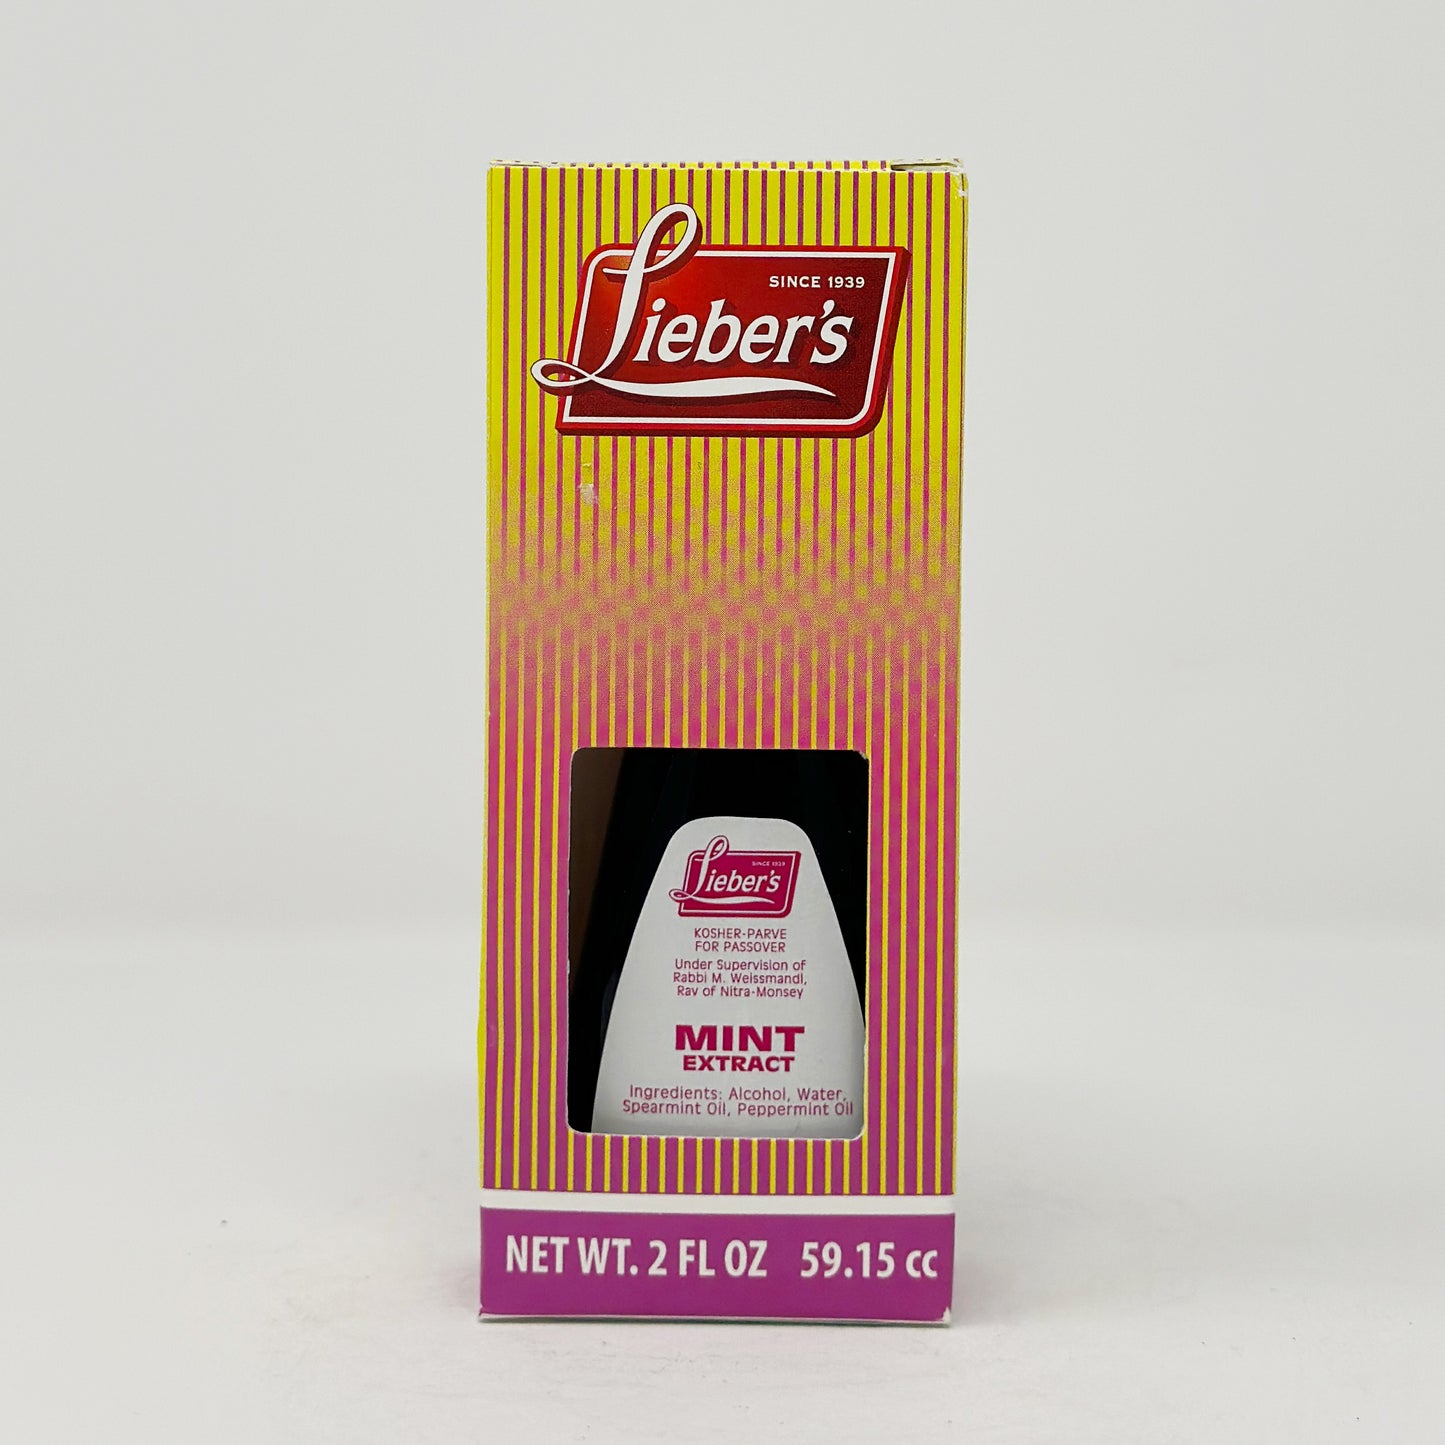 SINCE 1939
Lieber's
SINCE 1939
Lieber's
KOSHER-PARVE
FOR PASSOVER
Under Supervision of
Rabbi M. Weissmandl,
Rav of Nitra-Monsey
MINT
EXTRACT
Ingredients: Alcohol, Water,
Spearmint Oil, Peppermint Oil
NET WT. 2 FL OZ 59.15 cc